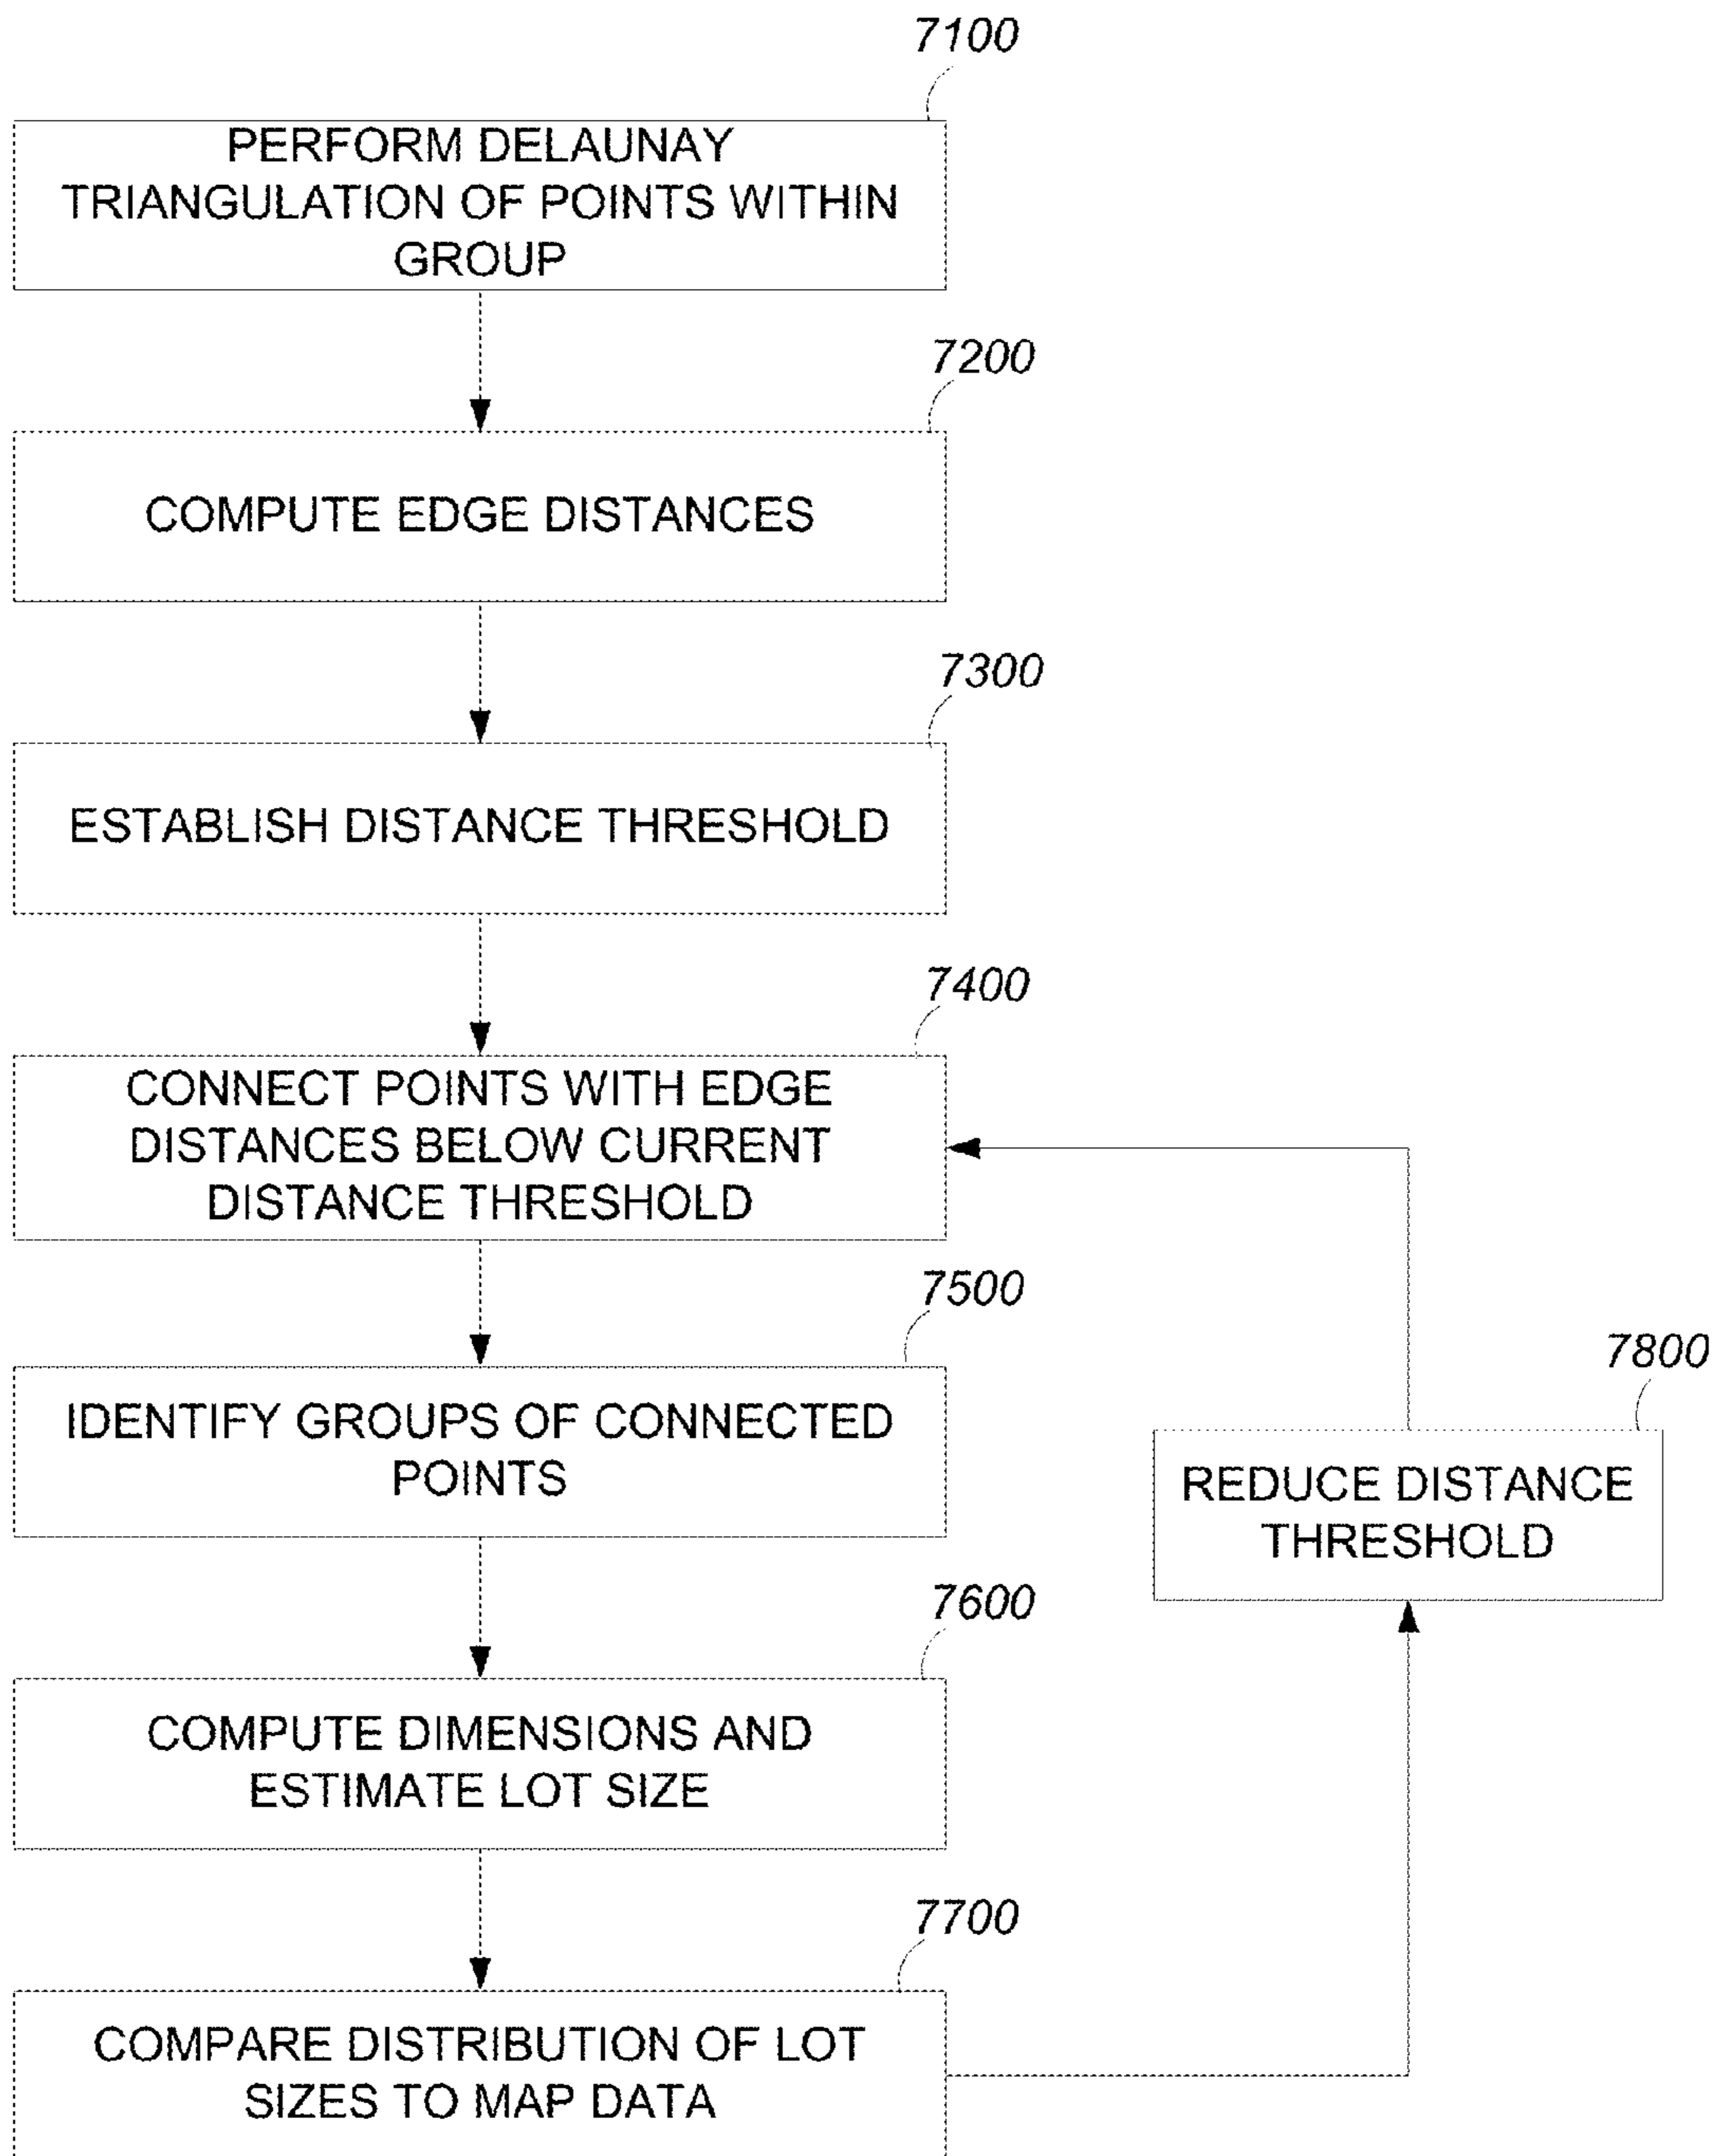 7100
PERFORM DELAUNAY
TRIANGULATION OF POINTS WITHIN
GROUP
7200
COMPUTE EDGE DISTANCES
7300
ESTABLISH DISTANCE THRESHOLD
7400
CONNECT POINTS WITH EDGE
DISTANCES BELOW CURRENT
DISTANCE THRESHOLD
7500
IDENTIFY GROUPS OF CONNECTED
POINTS
7800
REDUCE DISTANCE
THRESHOLD
7600
COMPUTE DIMENSIONS AND
ESTIMATE LOT SIZE
7700
COMPARE DISTRIBUTION OF LOT
SIZES TO MAP DATA